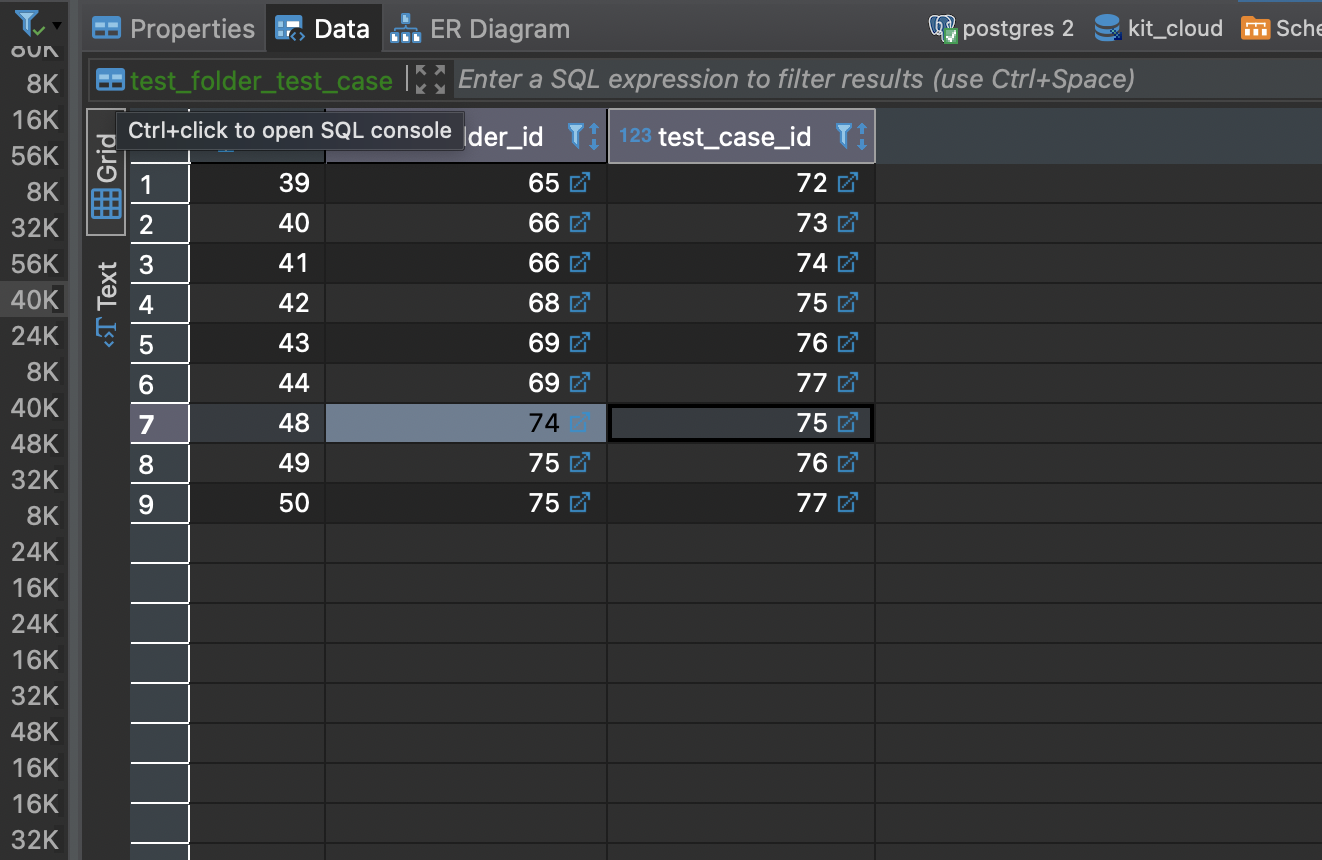 Properties Data ER Diagram postgres 2 kit_cloud Sche
80K
8K
16K
56K
8K
32K
56K
40K
24K
8K
40K
48K
32K
8K
24K
16K
24K
16K
32K
48K
16K
16K
32K
test_folder_test_case Enter a SQL expression to filter results (use Ctrl+Space)
Ctrl+click to open SQL console
Grid
Text
lder_id 123 test_case_id
1 39 65 72
2 40 66 73
3 41 66 74
4 42 68 75
5 43 69 76
6 44 69 77
7 48 74 75
8 49 75 76
9 50 75 77